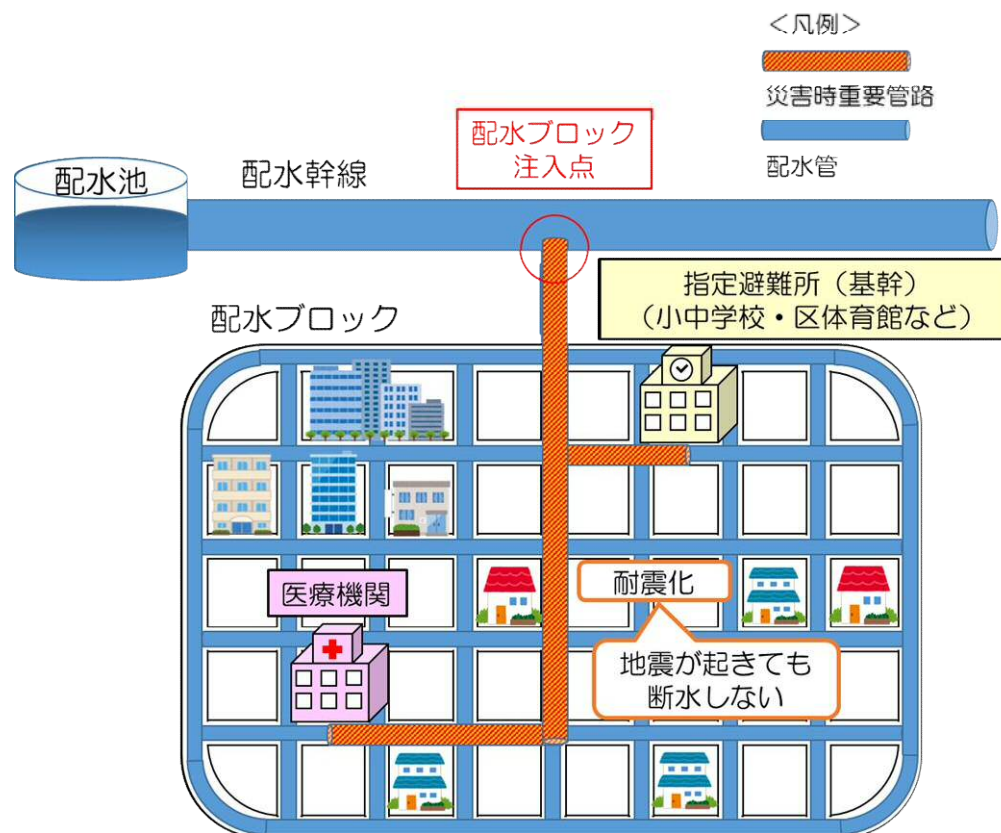 ＜凡例＞
災害時重要管路
配水管
配水ブロック
注入点
配水池
配水幹線
指定避難所（基幹）
（小中学校・区体育館など）
配水ブロック
医療機関
耐震化
地震が起きても
断水しない